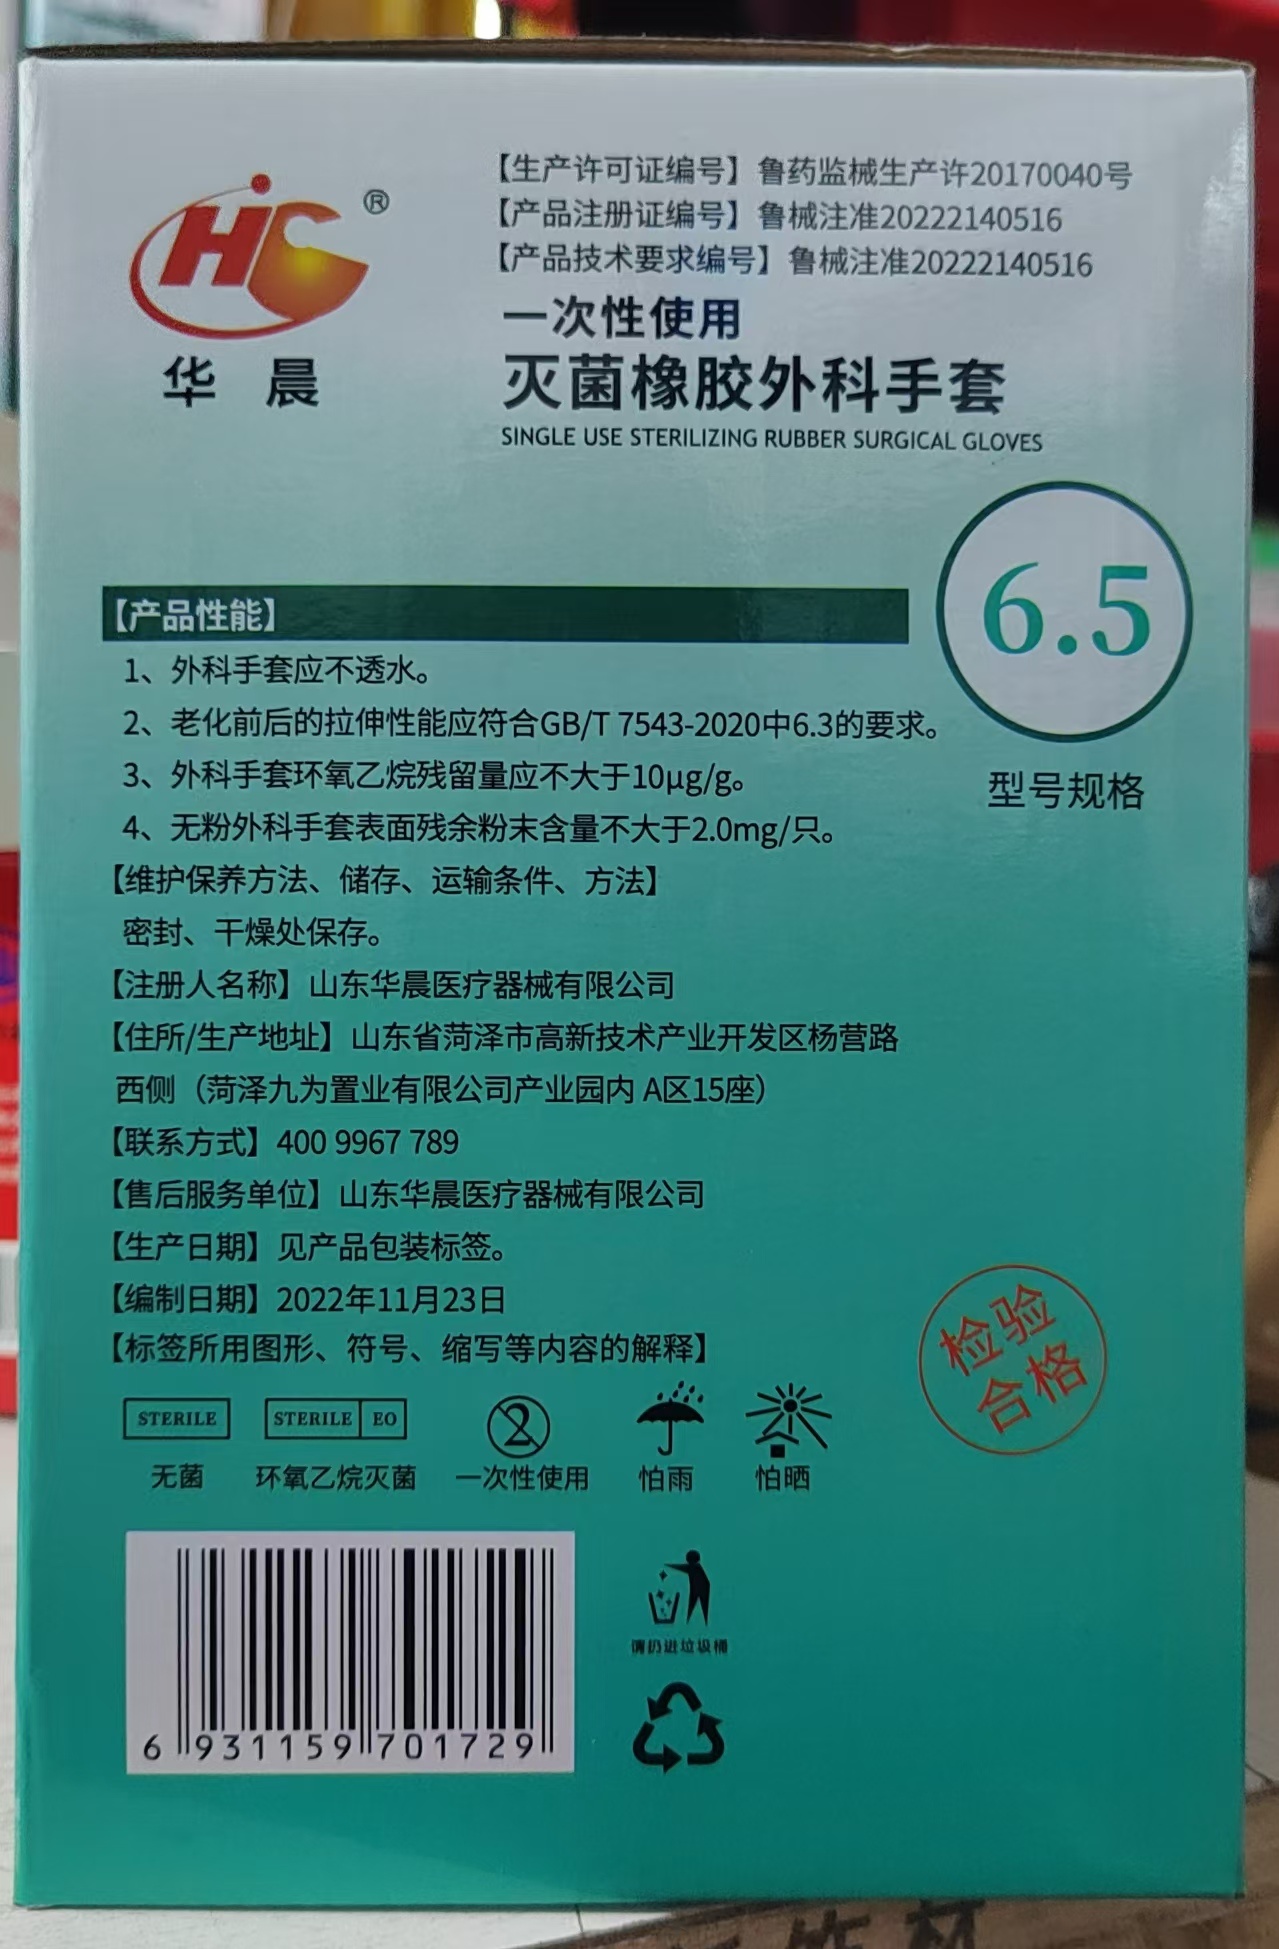 HC ®
华晨
【生产许可证编号】鲁药监械生产许20170040号
【产品注册证编号】鲁械注准20222140516
【产品技术要求编号】鲁械注准20222140516
一次性使用
灭菌橡胶外科手套
SINGLE USE STERILIZING RUBBER SURGICAL GLOVES
6.5
型号规格
【产品性能】
1、外科手套应不透水。
2、老化前后的拉伸性能应符合GB/T 7543-2020中6.3的要求。
3、外科手套环氧乙烷残留量应不大于10μg/g。
4、无粉外科手套表面残余粉末含量不大于2.0mg/只。
【维护保养方法、储存、运输条件、方法】
密封、干燥处保存。
【注册人名称】山东华晨医疗器械有限公司
【住所/生产地址】山东省菏泽市高新技术产业开发区杨营路
西侧（菏泽九为置业有限公司产业园内 A区15座）
【联系方式】400 9967 789
【售后服务单位】山东华晨医疗器械有限公司
【生产日期】见产品包装标签。
【编制日期】2022年11月23日
【标签所用图形、符号、缩写等内容的解释】
检验
合格
STERILE
STERILE EO
2
无菌
环氧乙烷灭菌
一次性使用
怕雨
怕晒
请扔进垃圾桶
6 931159 701729